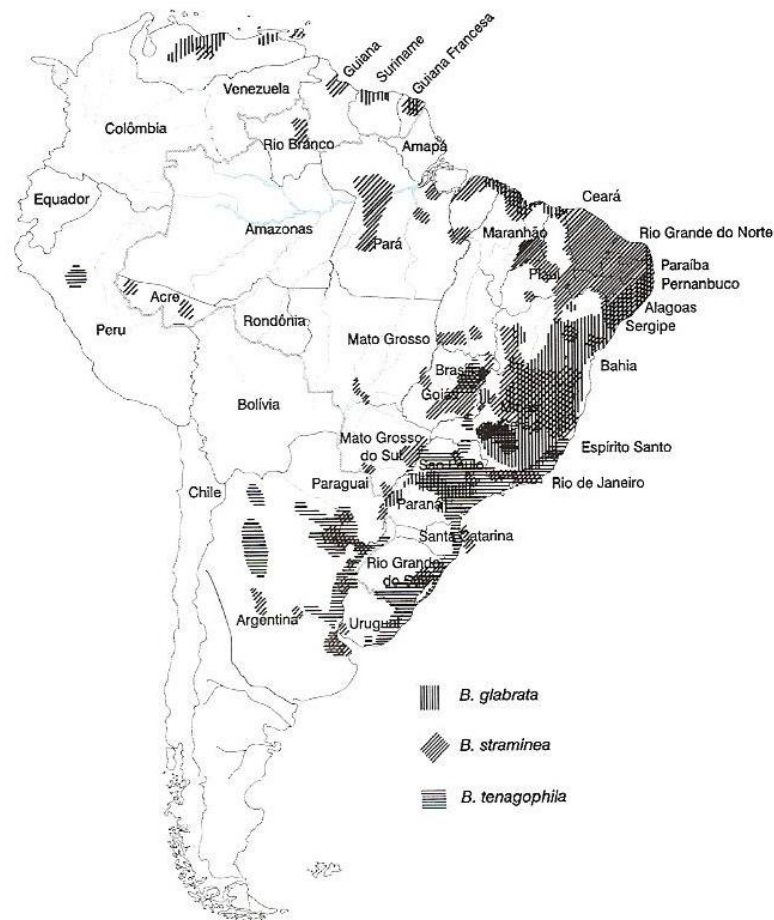 Guiana
Suriname
Guiana Francesa
Venezuela
Colômbia
Rio Branco
Amapá
Equador
Ceará
Amazonas
Maranhão
Rio Grande do Norte
Pará
Paraíba
Piauí
Pernanbuco
Acre
Alagoas
Peru
Rondônia
Sergipe
Mato Grosso
Bahia
Goiás
Bolívia
Mato Grosso
do Sul
Espírito Santo
São Paulo
Chile
Paraguai
Rio de Janeiro
Paraná
Santa Catarina
Rio Grande
do Sul
Argentina
Uruguai
B. glabrata
B. straminea
B. tenagophila